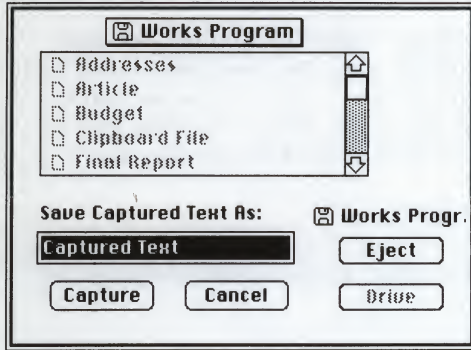 Works Program
Addresses
Article
Budget
Clipboard File
Final Report
Save Captured Text As:
Works Progr.
Captured Text
Eject
Capture
Cancel
Drive